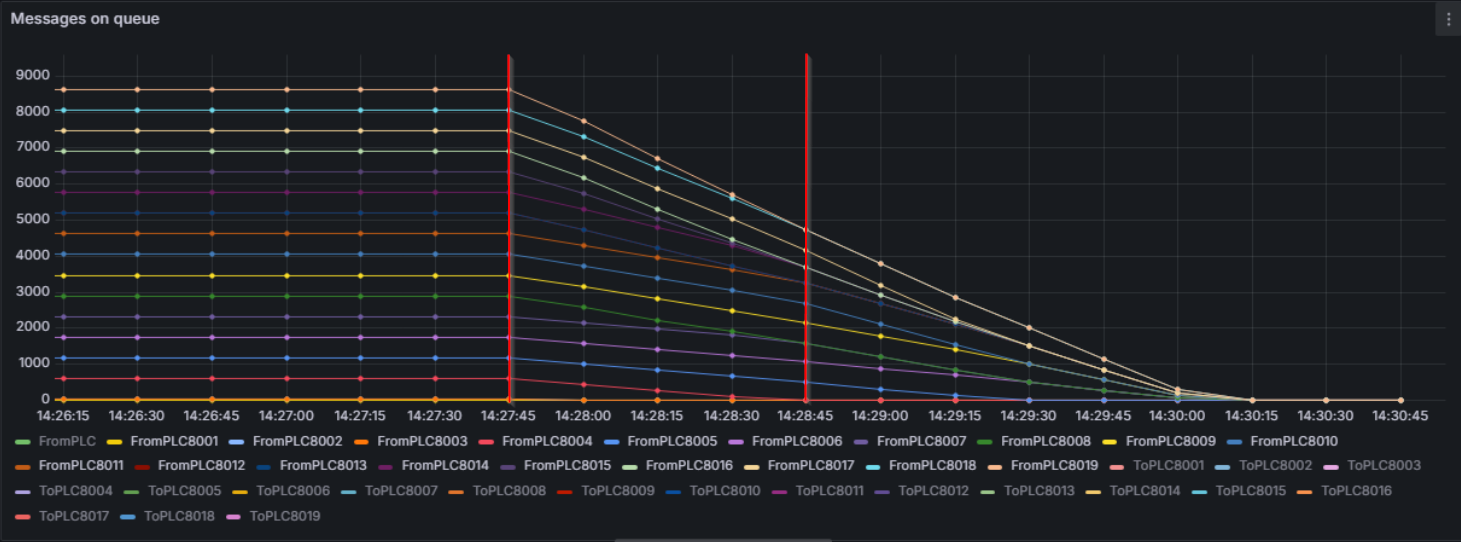 Messages on queue
9000
8000
7000
6000
5000
4000
3000
2000
1000
0
14:26:15 14:26:30 14:26:45 14:27:00 14:27:15 14:27:30 14:27:45 14:28:00 14:28:15 14:28:30 14:28:45 14:29:00 14:29:15 14:29:30 14:29:45 14:30:00 14:30:15 14:30:30 14:30:45
FromPLC FromPLC8001 FromPLC8002 FromPLC8003 FromPLC8004 FromPLC8005 FromPLC8006 FromPLC8007 FromPLC8008 FromPLC8009 FromPLC8010
FromPLC8011 FromPLC8012 FromPLC8013 FromPLC8014 FromPLC8015 FromPLC8016 FromPLC8017 FromPLC8018 FromPLC8019 ToPLC8001 ToPLC8002 ToPLC8003
ToPLC8004 ToPLC8005 ToPLC8006 ToPLC8007 ToPLC8008 ToPLC8009 ToPLC8010 ToPLC8011 ToPLC8012 ToPLC8013 ToPLC8014 ToPLC8015 ToPLC8016
ToPLC8017 ToPLC8018 ToPLC8019